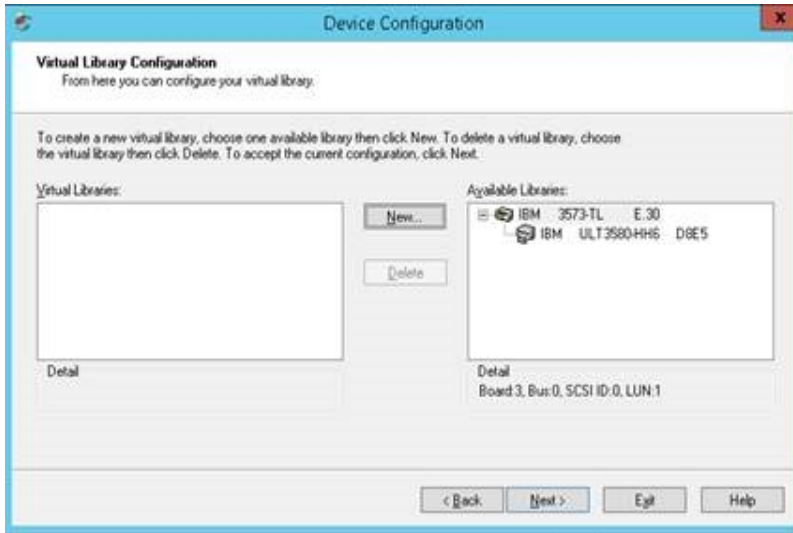 Device Configuration
x
Virtual Library Configuration
From here you can configure your virtual library.
To create a new virtual library, choose one available library then click New. To delete a virtual library, choose
the virtual library then click Delete. To accept the current configuration, click Next.
Virtual Libraries:
New...
Delete
Available Libraries:
IBM 3573-TL E.30
IBM ULT3580-HH6 D8E5
Detail
Detail
Board:3, Bus:0, SCSI ID:0, LUN:1
< Back
Next >
Exit
Help